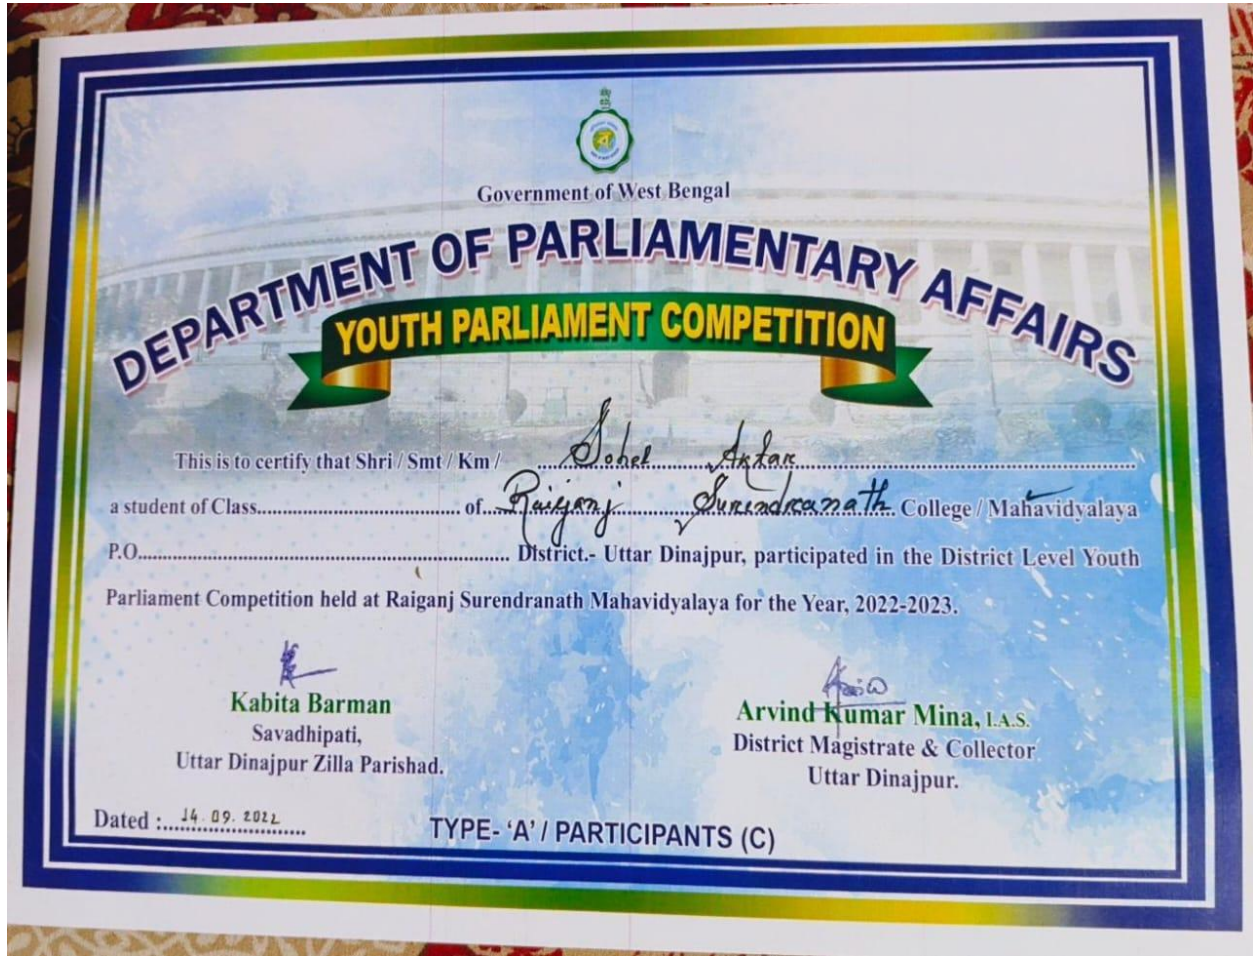 Government of West Bengal
DEPARTMENT OF PARLIAMENTARY AFFAIRS
YOUTH PARLIAMENT COMPETITION
This is to certify that Shri / Smt / Km / Sohel Aktar
a student of Class.......................................... of Raiganj Surendranath College / Mahavidyalaya
P.O................................................................ District.- Uttar Dinajpur, participated in the District Level Youth
Parliament Competition held at Raiganj Surendranath Mahavidyalaya for the Year, 2022-2023.
Kabita Barman
Savadhipati,
Uttar Dinajpur Zilla Parishad.
Arvind Kumar Mina, I.A.S.
District Magistrate & Collector
Uttar Dinajpur.
Dated : 14.09.2022
TYPE- ‘A’ / PARTICIPANTS (C)